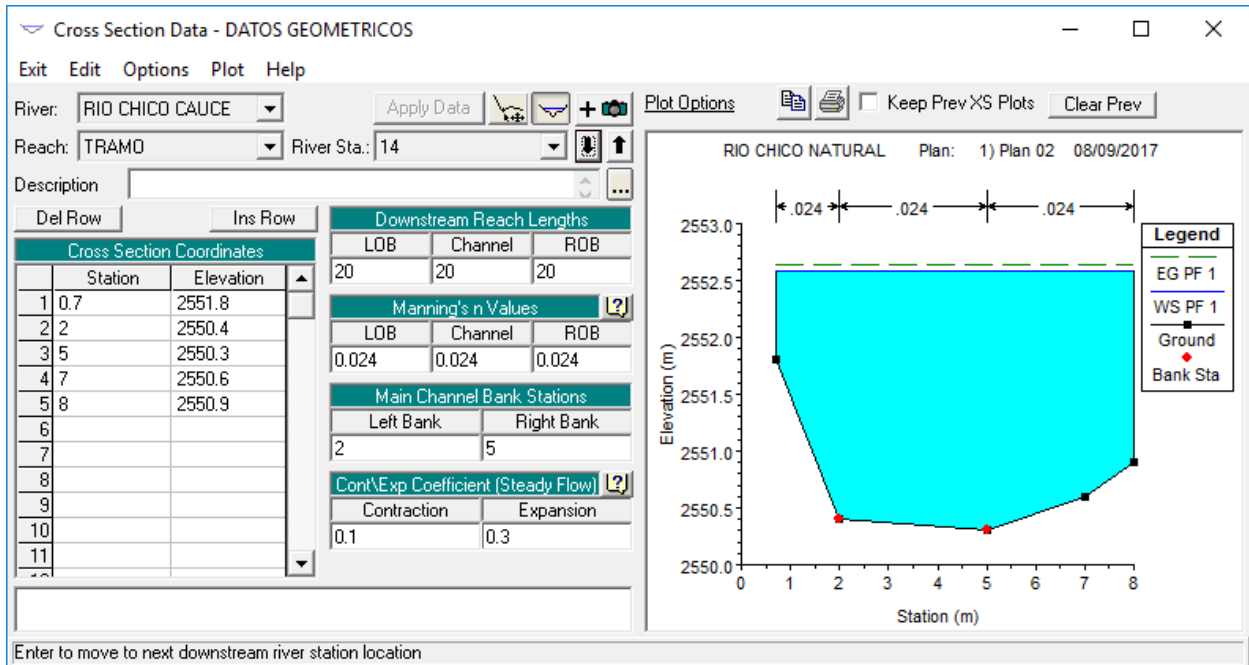 Cross Section Data - DATOS GEOMETRICOS
Exit Edit Options Plot Help
River: RIO CHICO CAUCE Apply Data + Plot Options Keep Prev XS Plots Clear Prev
Reach: TRAMO River Sta.: 14
Description ...
Del Row Ins Row
Cross Section Coordinates
Station Elevation
1 0.7 2551.8
2 2 2550.4
3 5 2550.3
4 7 2550.6
5 8 2550.9
6
7
8
9
10
11
Downstream Reach Lengths
LOB Channel ROB
20 20 20
Manning's n Values ?
LOB Channel ROB
0.024 0.024 0.024
Main Channel Bank Stations
Left Bank Right Bank
2 5
Cont\Exp Coefficient (Steady Flow) ?
Contraction Expansion
0.1 0.3
RIO CHICO NATURAL Plan: 1) Plan 02 08/09/2017
.024 .024 .024
2553.0
2552.5
2552.0
2551.5
2551.0
2550.5
2550.0
Elevation (m)
0 1 2 3 4 5 6 7 8
Station (m)
Legend
EG PF 1
WS PF 1
Ground
Bank Sta
Enter to move to next downstream river station location